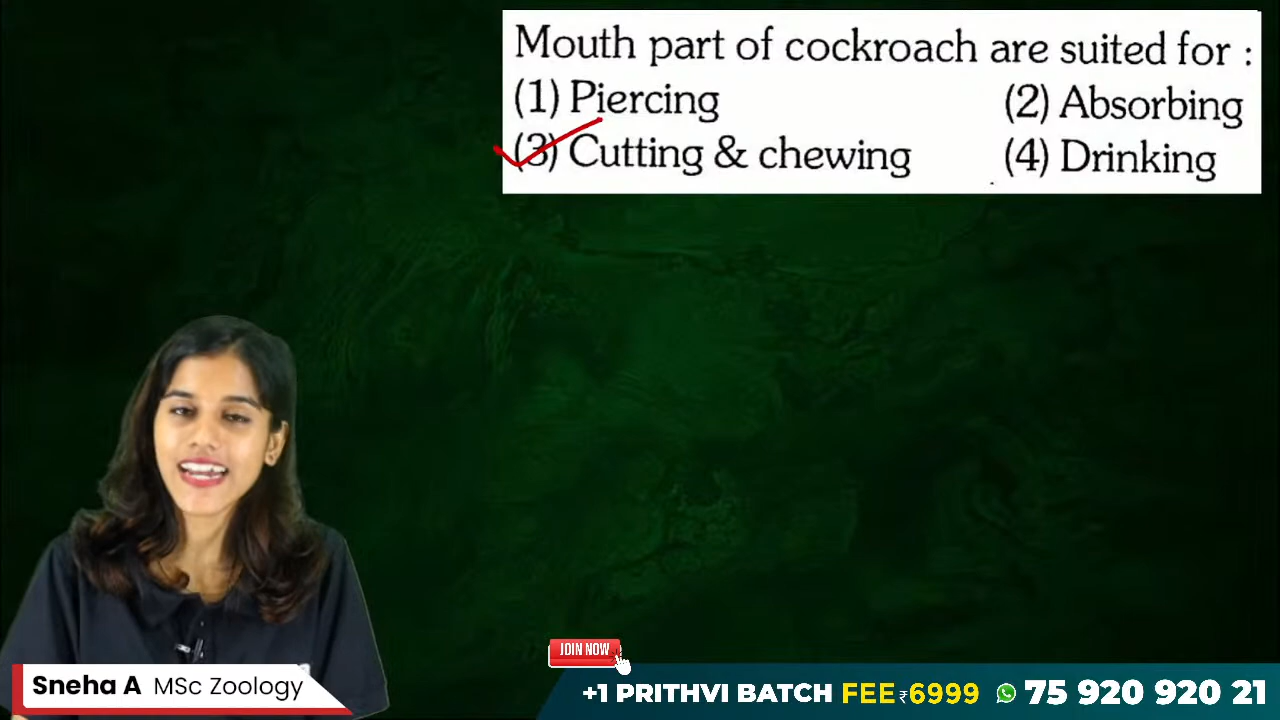 Mouth part of cockroach are suited for :
(1) Piercing (2) Absorbing
(3) Cutting & chewing (4) Drinking
JOIN NOW
Sneha A MSc Zoology
+1 PRITHVI BATCH FEE ₹6999 75 920 920 21